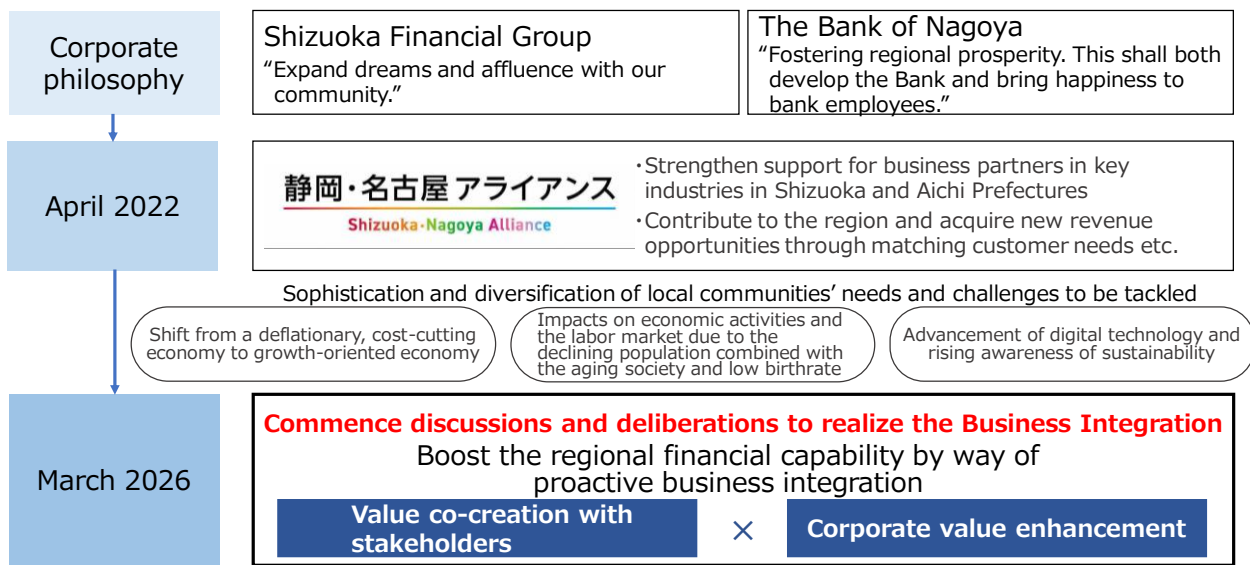 Corporate
philosophy
Shizuoka Financial Group
“Expand dreams and affluence with our
community.”
The Bank of Nagoya
“Fostering regional prosperity. This shall both
develop the Bank and bring happiness to
bank employees.”
April 2022
静岡・名古屋 アライアンス
Shizuoka・Nagoya Alliance
・Strengthen support for business partners in key
industries in Shizuoka and Aichi Prefectures
・Contribute to the region and acquire new revenue
opportunities through matching customer needs etc.
Sophistication and diversification of local communities’ needs and challenges to be tackled
Shift from a deflationary, cost-cutting
economy to growth-oriented economy
Impacts on economic activities and
the labor market due to the
declining population combined with
the aging society and low birthrate
Advancement of digital technology and
rising awareness of sustainability
March 2026
Commence discussions and deliberations to realize the Business Integration
Boost the regional financial capability by way of
proactive business integration
Value co-creation with
stakeholders
×
Corporate value enhancement